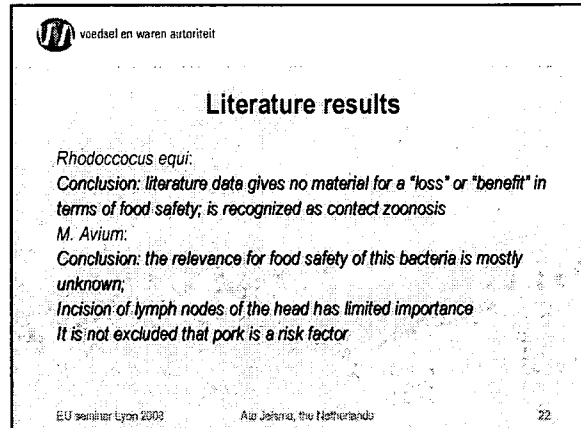 voedsel en waren autoriteit
Literature results
Rhodoccocus equi:
Conclusion: literature data gives no material for a "loss" or "benefit" in
terms of food safety; is recognized as contact zoonosis
M. Avium:
Conclusion: the relevance for food safety of this bacteria is mostly
unknown;
Incision of lymph nodes of the head has limited importance
It is not excluded that pork is a risk factor
EU seminar Lyon 2008
the Netherlands
22